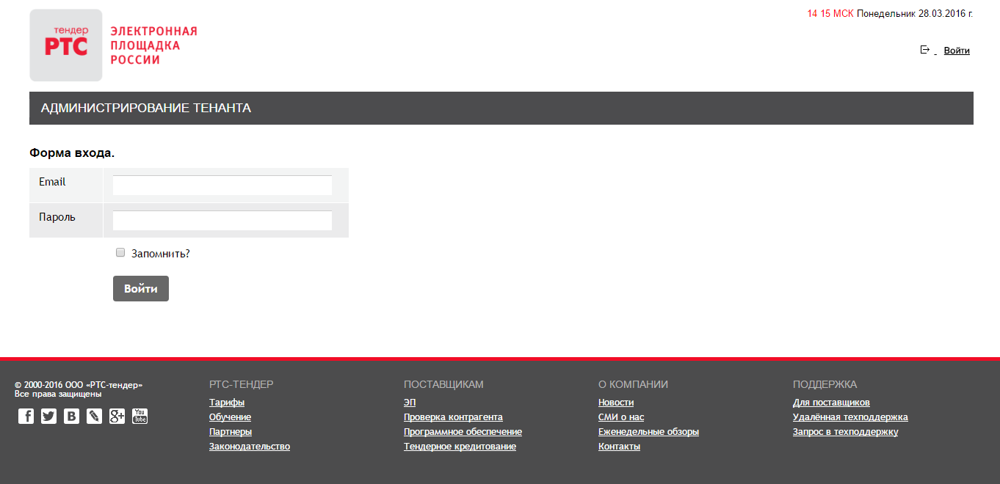 14 15 МСК Понедельник 28.03.2016 г.
тендер
РТС
ЭЛЕКТРОННАЯ
ПЛОЩАДКА
РОССИИ
Войти
АДМИНИСТРИРОВАНИЕ ТЕНАНТА
Форма входа.
Email
Пароль
Запомнить?
Войти
© 2000-2016 ООО «РТС-тендер»
Все права защищены
f B g+ You Tube
РТС-ТЕНДЕР
Тарифы
Обучение
Партнеры
Законодательство
ПОСТАВЩИКАМ
ЭП
Проверка контрагента
Программное обеспечение
Тендерное кредитование
О КОМПАНИИ
Новости
СМИ о нас
Еженедельные обзоры
Контакты
ПОДДЕРЖКА
Для поставщиков
Удалённая техподдержка
Запрос в техподдержку